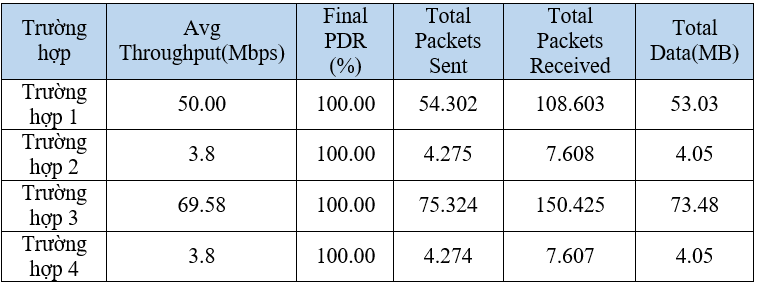 Trường hợp
Avg Throughput(Mbps)
Final PDR (%)
Total Packets Sent
Total Packets Received
Total Data(MB)
Trường hợp 1
50.00
100.00
54.302
108.603
53.03
Trường hợp 2
3.8
100.00
4.275
7.608
4.05
Trường hợp 3
69.58
100.00
75.324
150.425
73.48
Trường hợp 4
3.8
100.00
4.274
7.607
4.05